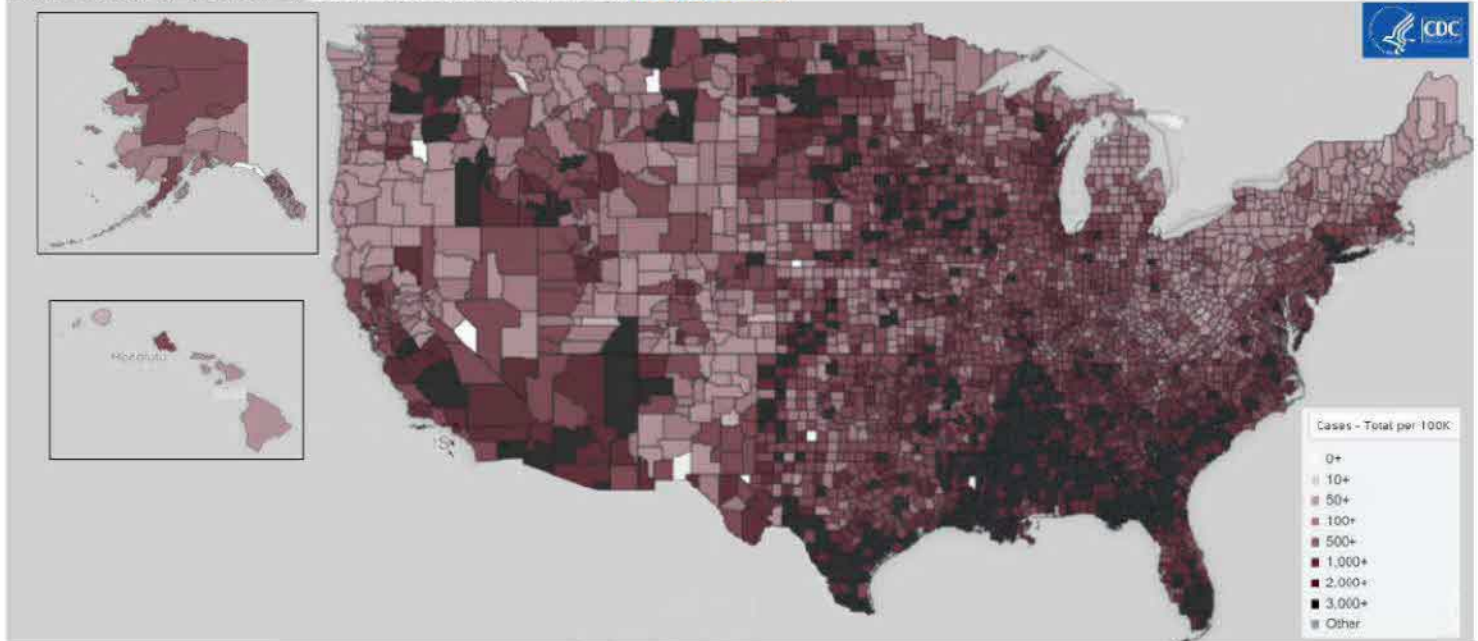 CDC
Honolulu
Cases - Total per 100K
0+
10+
50+
100+
500+
1,000+
2,000+
3,000+
Other